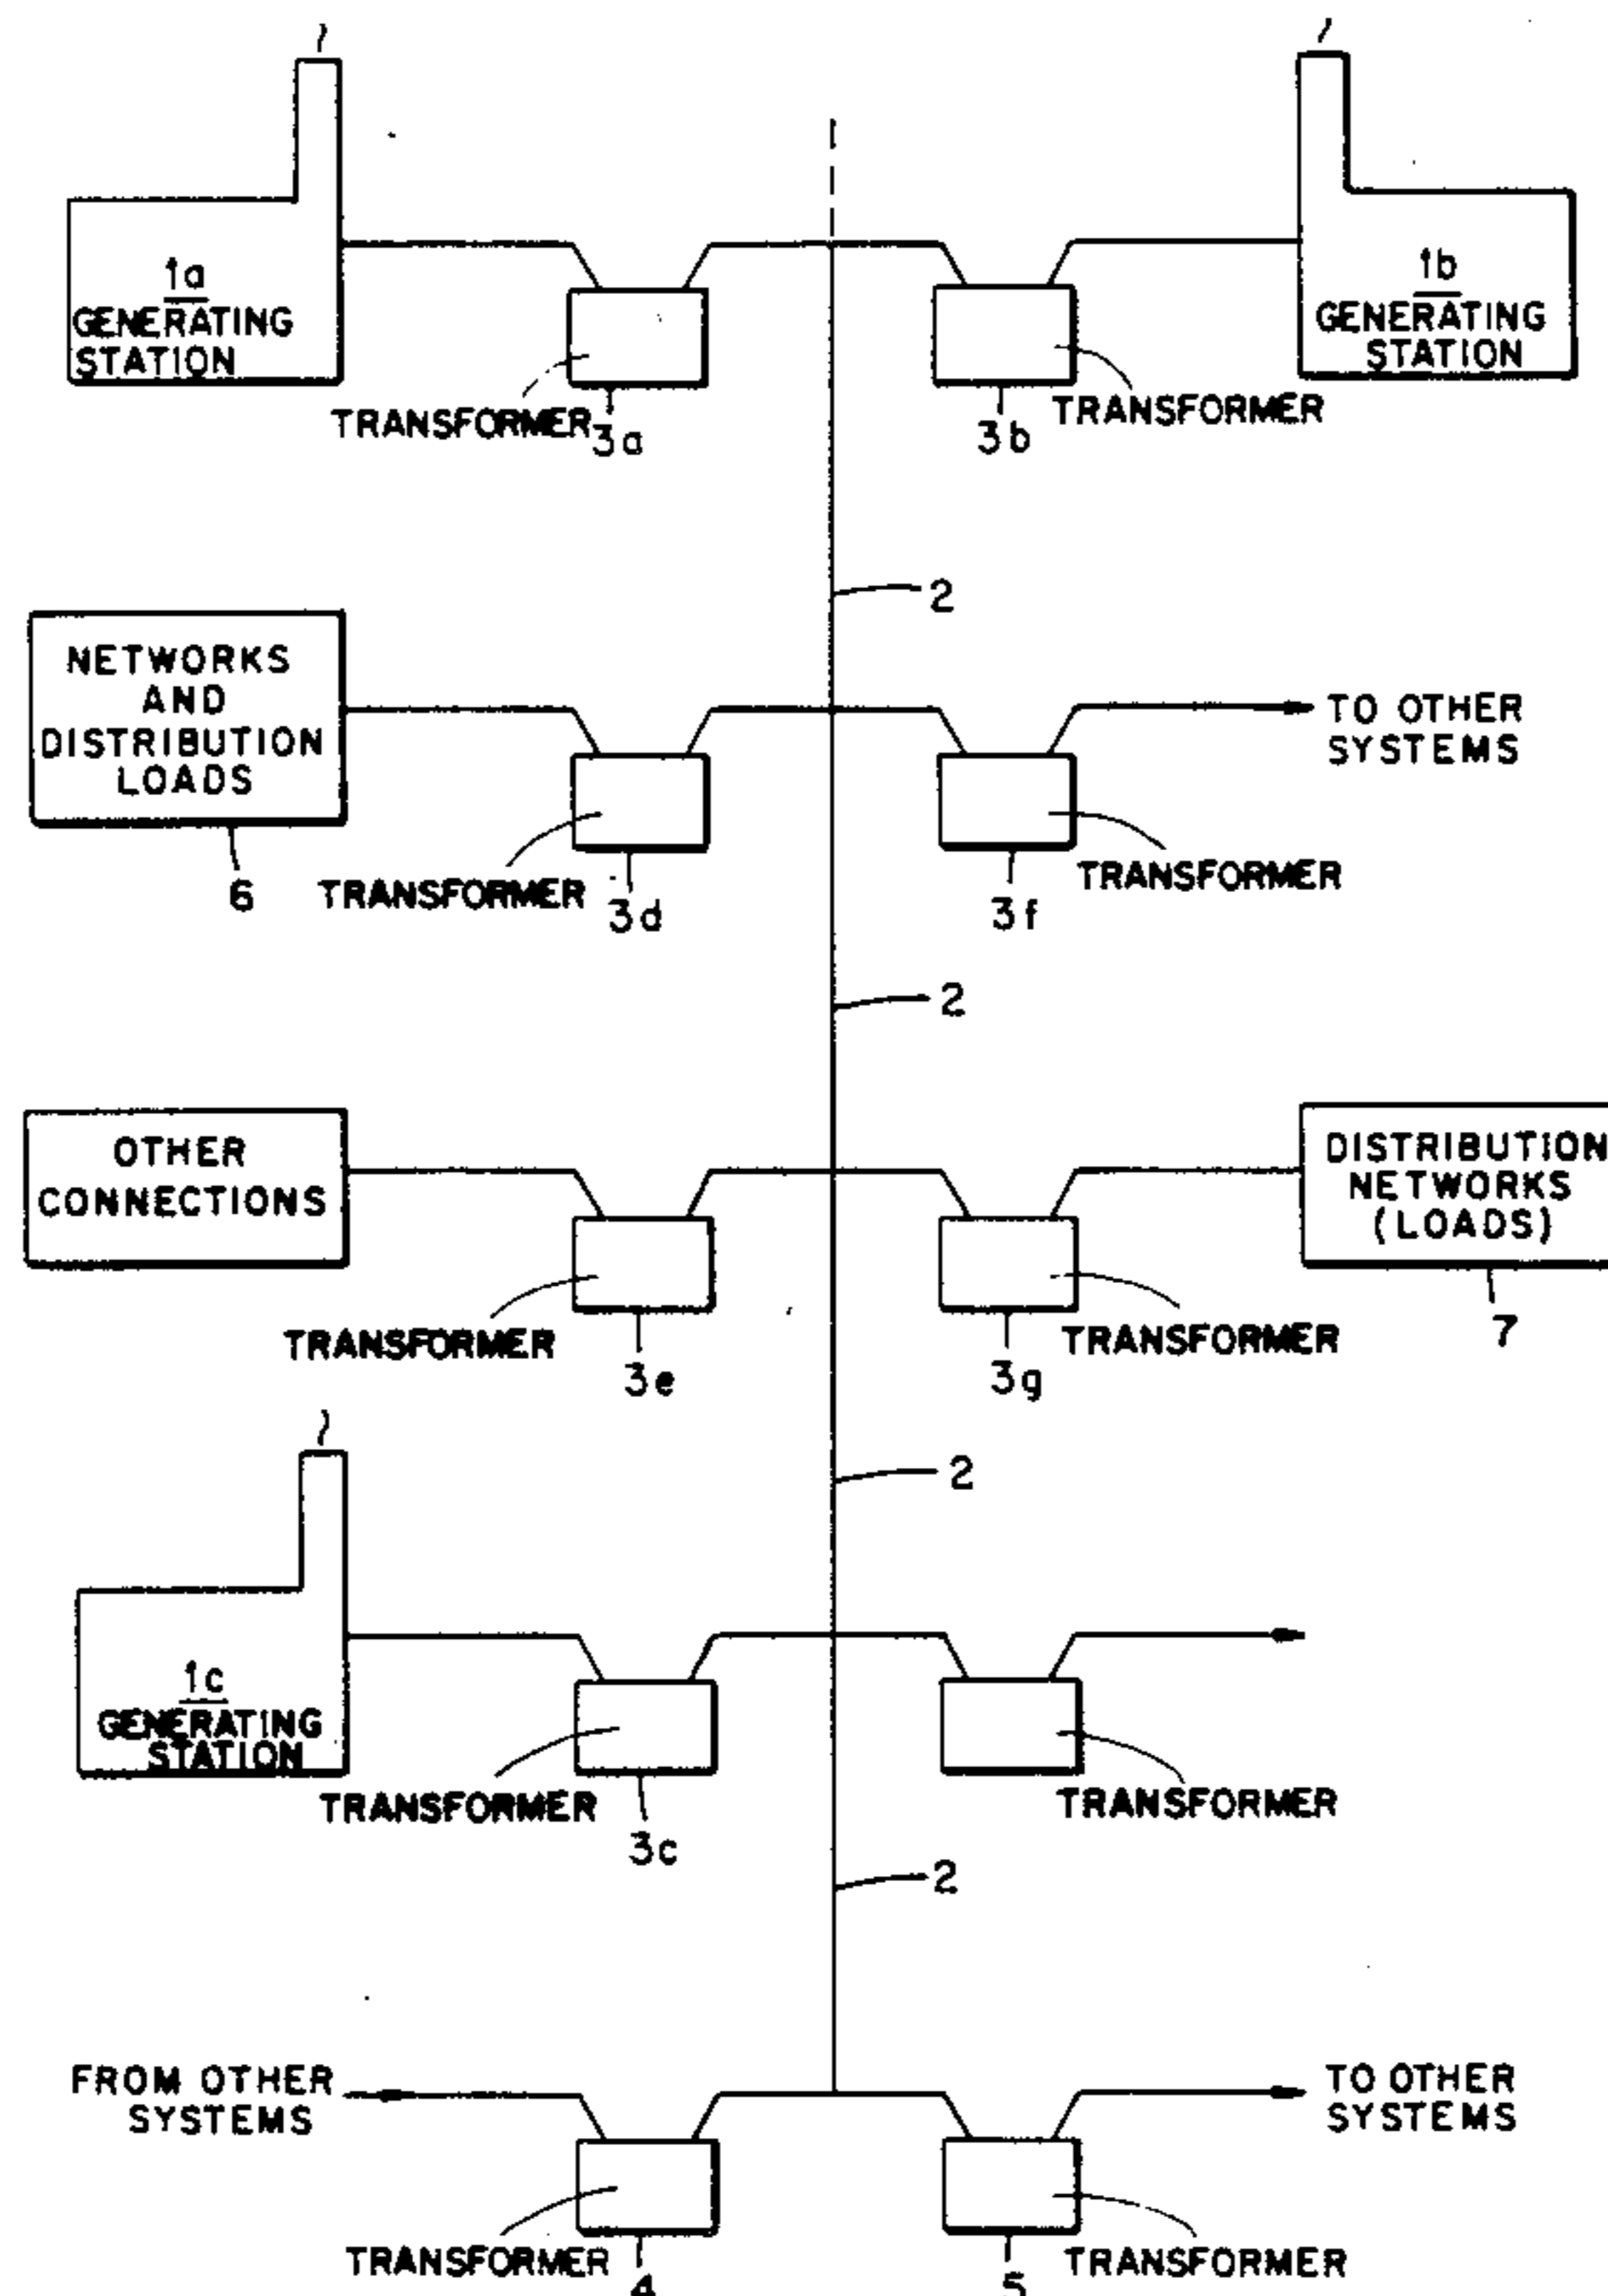 1a
GENERATING
STATION
1b
GENERATING
STATION
TRANSFORMER
3a
3b
TRANSFORMER
2
NETWORKS
AND
DISTRIBUTION
LOADS
6
TO OTHER
SYSTEMS
TRANSFORMER
3d
3f
TRANSFORMER
2
OTHER
CONNECTIONS
DISTRIBUTION
NETWORKS
(LOADS)
7
TRANSFORMER
3e
3g
TRANSFORMER
2
1c
GENERATING
STATION
TRANSFORMER
3c
TRANSFORMER
2
FROM OTHER
SYSTEMS
TO OTHER
SYSTEMS
TRANSFORMER
4
5
TRANSFORMER